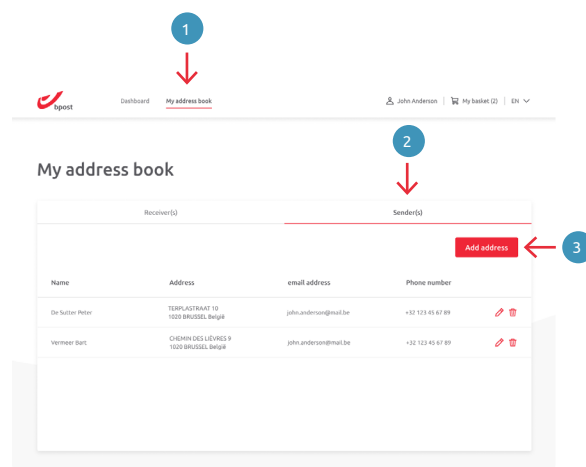 1
bpost
Dashboard
My address book
John Anderson
My basket (2)
EN
2
My address book
Receiver(s)
Sender(s)
Add address
3
Name
Address
email address
Phone number
De Sutter Peter
TERPLASTRAAT 10
1020 BRUSSEL België
john.anderson@mail.be
+32 123 45 67 89
Vermeer Bart
CHEMIN DES LIÈVRES 9
1020 BRUSSEL België
john.anderson@mail.be
+32 123 45 67 89